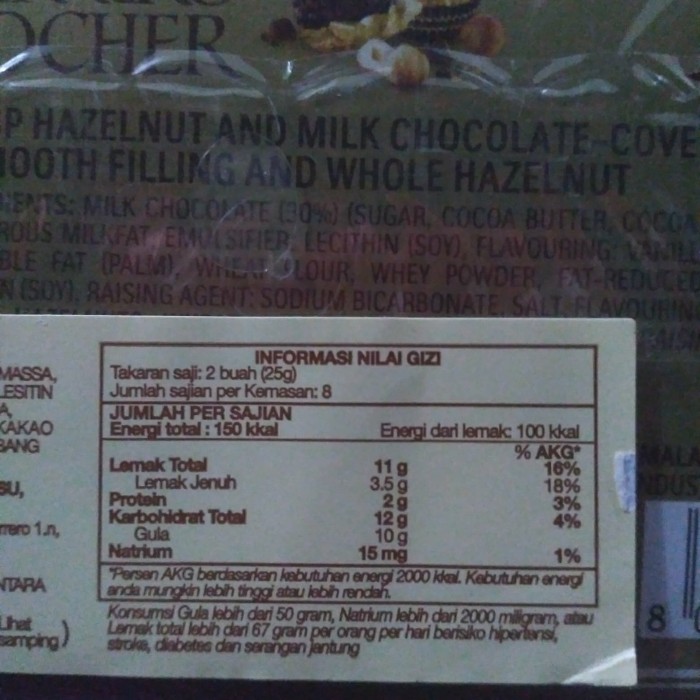 OCHER
HAZELNUT AND MILK CHOCOLATE-COVE
FILLING AND WHOLE HAZELNUT
MILK CHOCOLATE (30%) (SUGAR, COCOA BUTTER,
MILKFAT, EMULSIFIER, LECITHIN (SOY), FLAVOURING:
FAT (PALM), WHEAT FLOUR, WHEY POWDER, FAT-REDUCED
(SOY), RAISING AGENT: SODIUM BICARBONATE, SALT,
MASSA,
LESITIN
KAKAO
INFORMASI NILAI GIZI
Takaran saji: 2 buah (25g)
Jumlah sajian per Kemasan: 8
JUMLAH PER SAJIAN
Energi total : 150 kkal Energi dari lemak: 100 kkal
% AKG*
Lemak Total 11 g 16%
Lemak Jenuh 3.5 g 18%
Protein 2 g 3%
Karbohidrat Total 12 g 4%
Gula 10 g
Natrium 15 mg 1%
*Persen AKG berdasarkan kebutuhan energi 2000 kkal. Kebutuhan energi
anda mungkin lebih tinggi atau lebih rendah.
Konsumsi Gula lebih dari 50 gram, Natrium lebih dari 2000 miligram, atau
Lemak total lebih dari 67 gram per orang per hari berisiko hipertensi,
stroke, diabetes dan serangan jantung
1.n,
Lihat
samping)
8